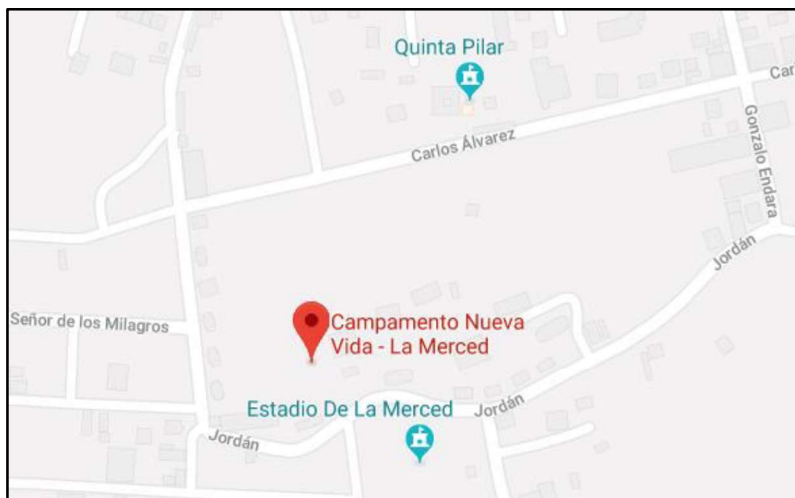 Quinta Pilar
Car
Carlos Álvarez
Gonzalo Endara
Jordán
Señor de los Milagros
Campamento Nueva
Vida - La Merced
Estadio De La Merced
Jordán
Jordán